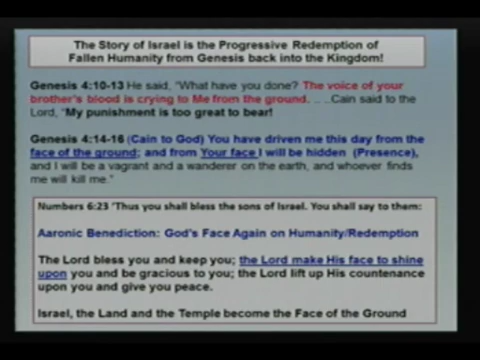 The Story of Israel is the Progressive Redemption of
Fallen Humanity from Genesis back into the Kingdom!
Genesis 4:10-13 He said, "What have you done? The voice of your
brother's blood is crying to Me from the ground. . . .Cain said to the
Lord, "My punishment is too great to bear!
Genesis 4:14-16 (Cain to God) You have driven me this day from the
face of the ground; and from Your face I will be hidden (Presence),
and I will be a vagrant and a wanderer on the earth, and whoever finds
me will kill me."
Numbers 6:23 'Thus you shall bless the sons of Israel. You shall say to them:
Aaronic Benediction: God's Face Again on Humanity/Redemption
The Lord bless you and keep you; the Lord make His face to shine
upon you and be gracious to you; the Lord lift up His countenance
upon you and give you peace.
Israel, the Land and the Temple become the Face of the Ground